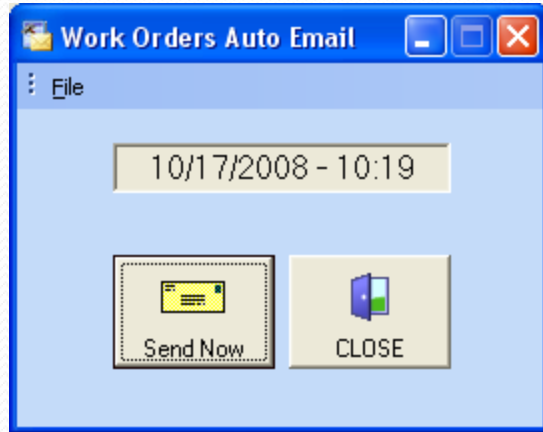 Work Orders Auto Email
File
10/17/2008 - 10:19
Send Now
CLOSE